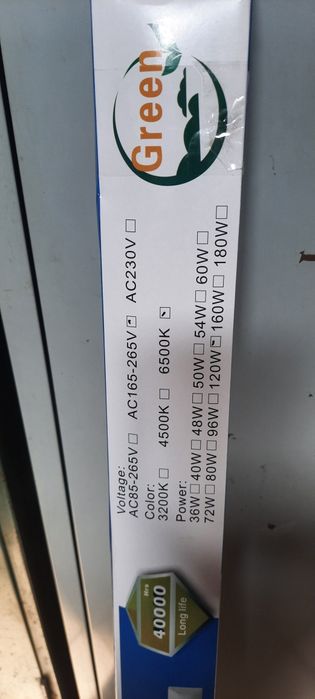 Green
Voltage:
AC85-265V☐ AC165-265V☑ AC230V☐
Color:
3200K☐ 4500K☐ 6500K☑
Power:
36W☐40W☐48W☐50W☐54W☐60W☐
72W☐80W☐96W☐120W☑160W☐180W☐
40000
Hrs
Long life